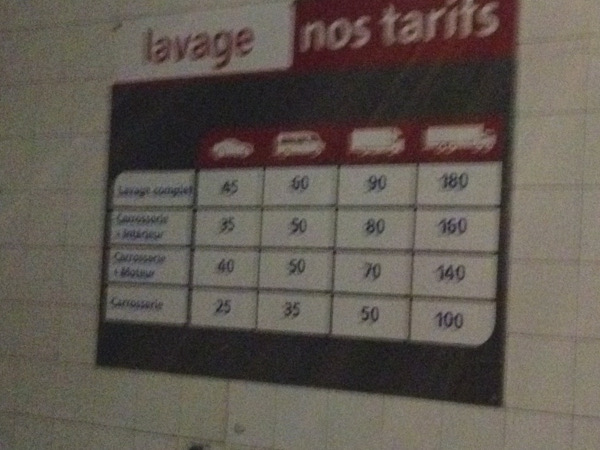 lavage nos tarifs
Lavage complet 45 60 90 180
Carrosserie
+ Intérieur 35 50 80 160
Carrosserie
+ Moteur 40 50 70 140
Carrosserie 25 35 50 100